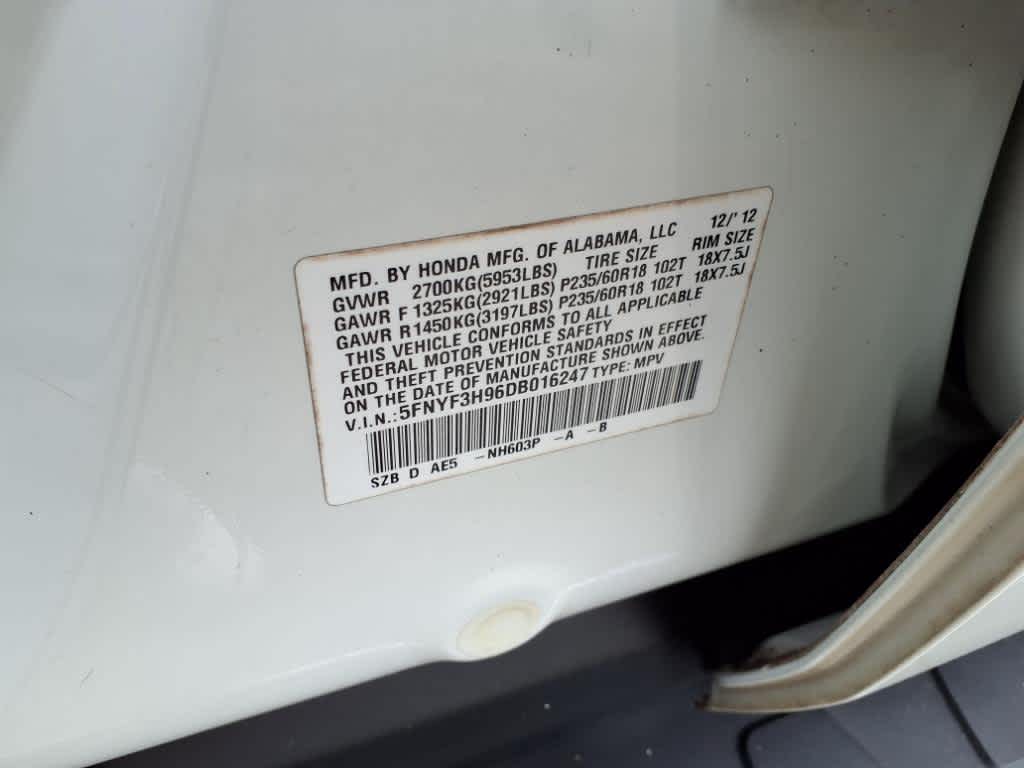 MFD. BY HONDA MFG. OF ALABAMA, LLC 12/'12
GVWR 2700KG(5953LBS) TIRE SIZE RIM SIZE
GAWR F 1325KG(2921LBS) P235/60R18 102T 18X7.5J
GAWR R 1450KG(3197LBS) P235/60R18 102T 18X7.5J
THIS VEHICLE CONFORMS TO ALL APPLICABLE
FEDERAL MOTOR VEHICLE SAFETY
AND THEFT PREVENTION STANDARDS IN EFFECT
ON THE DATE OF MANUFACTURE SHOWN ABOVE.
V.I.N.:5FNYF3H96DB016247 TYPE: MPV
SZB D AE5 -NH603P -A -B